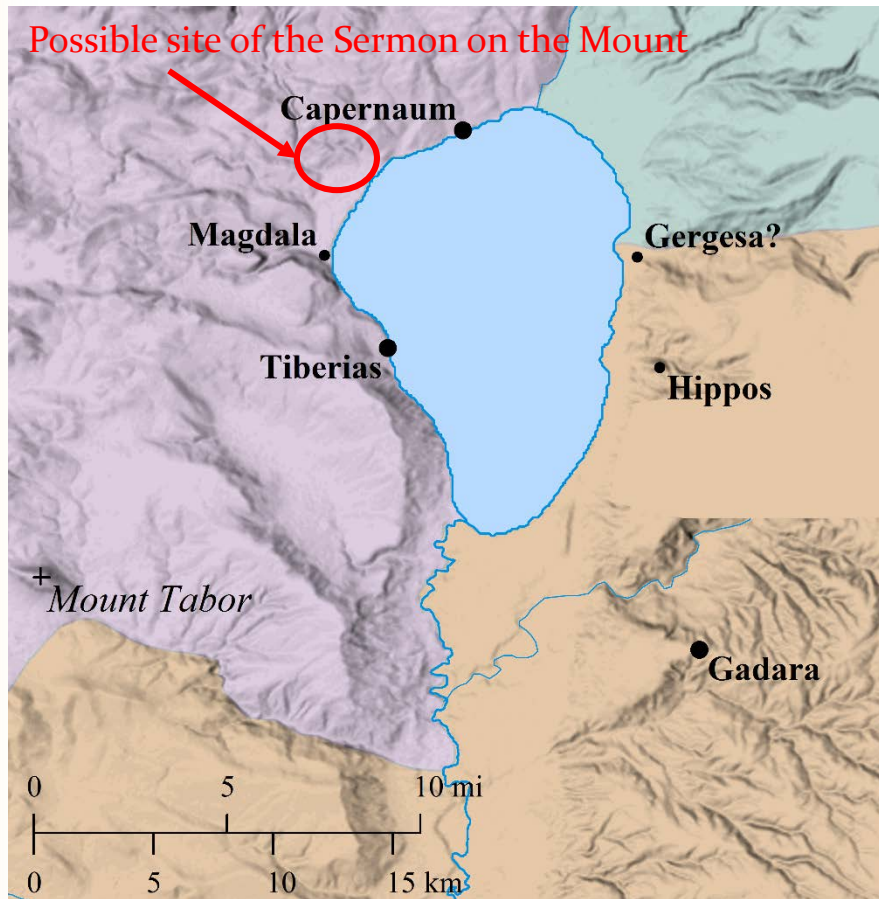 Possible site of the Sermon on the Mount
Capernaum
Magdala
Gergesa?
Tiberias
Hippos
Mount Tabor
Gadara
0 5 10 mi
0 5 10 15 km